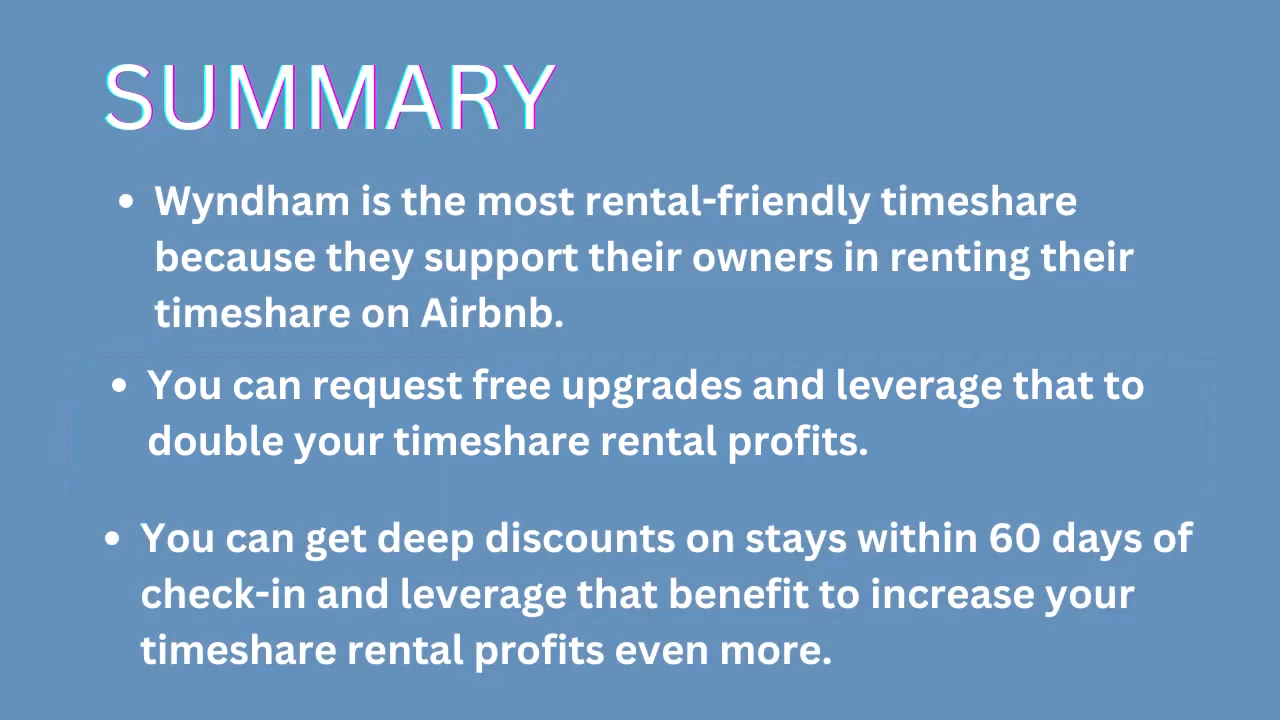 SUMMARY
• Wyndham is the most rental-friendly timeshare
because they support their owners in renting their
timeshare on Airbnb.
• You can request free upgrades and leverage that to
double your timeshare rental profits.
• You can get deep discounts on stays within 60 days of
check-in and leverage that benefit to increase your
timeshare rental profits even more.